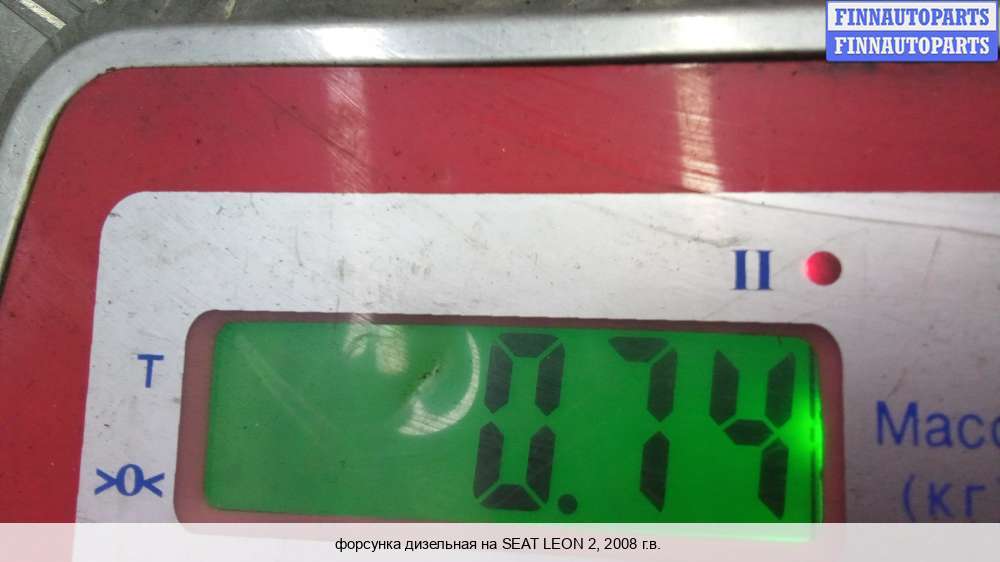 FINNAUTOPARTS
FINNAUTOPARTS
II
T
0.74
>0<
Масс
(кг
форсунка дизельная на SEAT LEON 2, 2008 г.в.